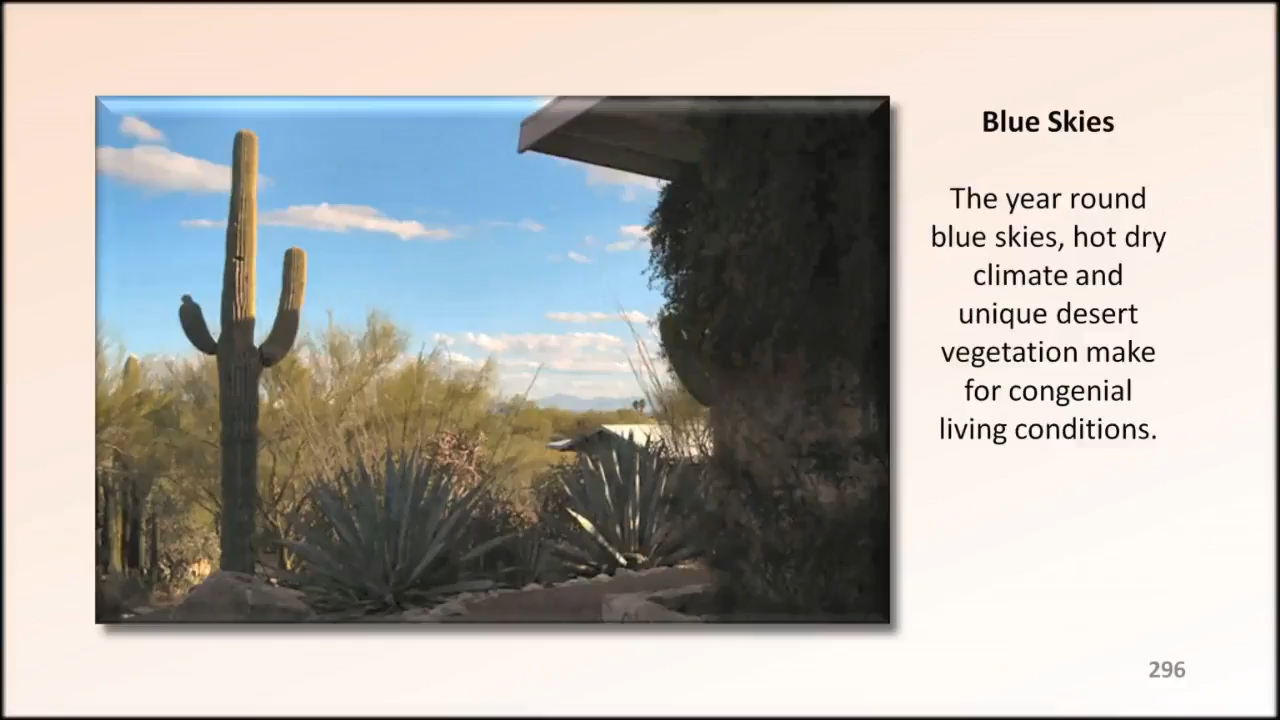 Blue Skies
The year round
blue skies, hot dry
climate and
unique desert
vegetation make
for congenial
living conditions.
296